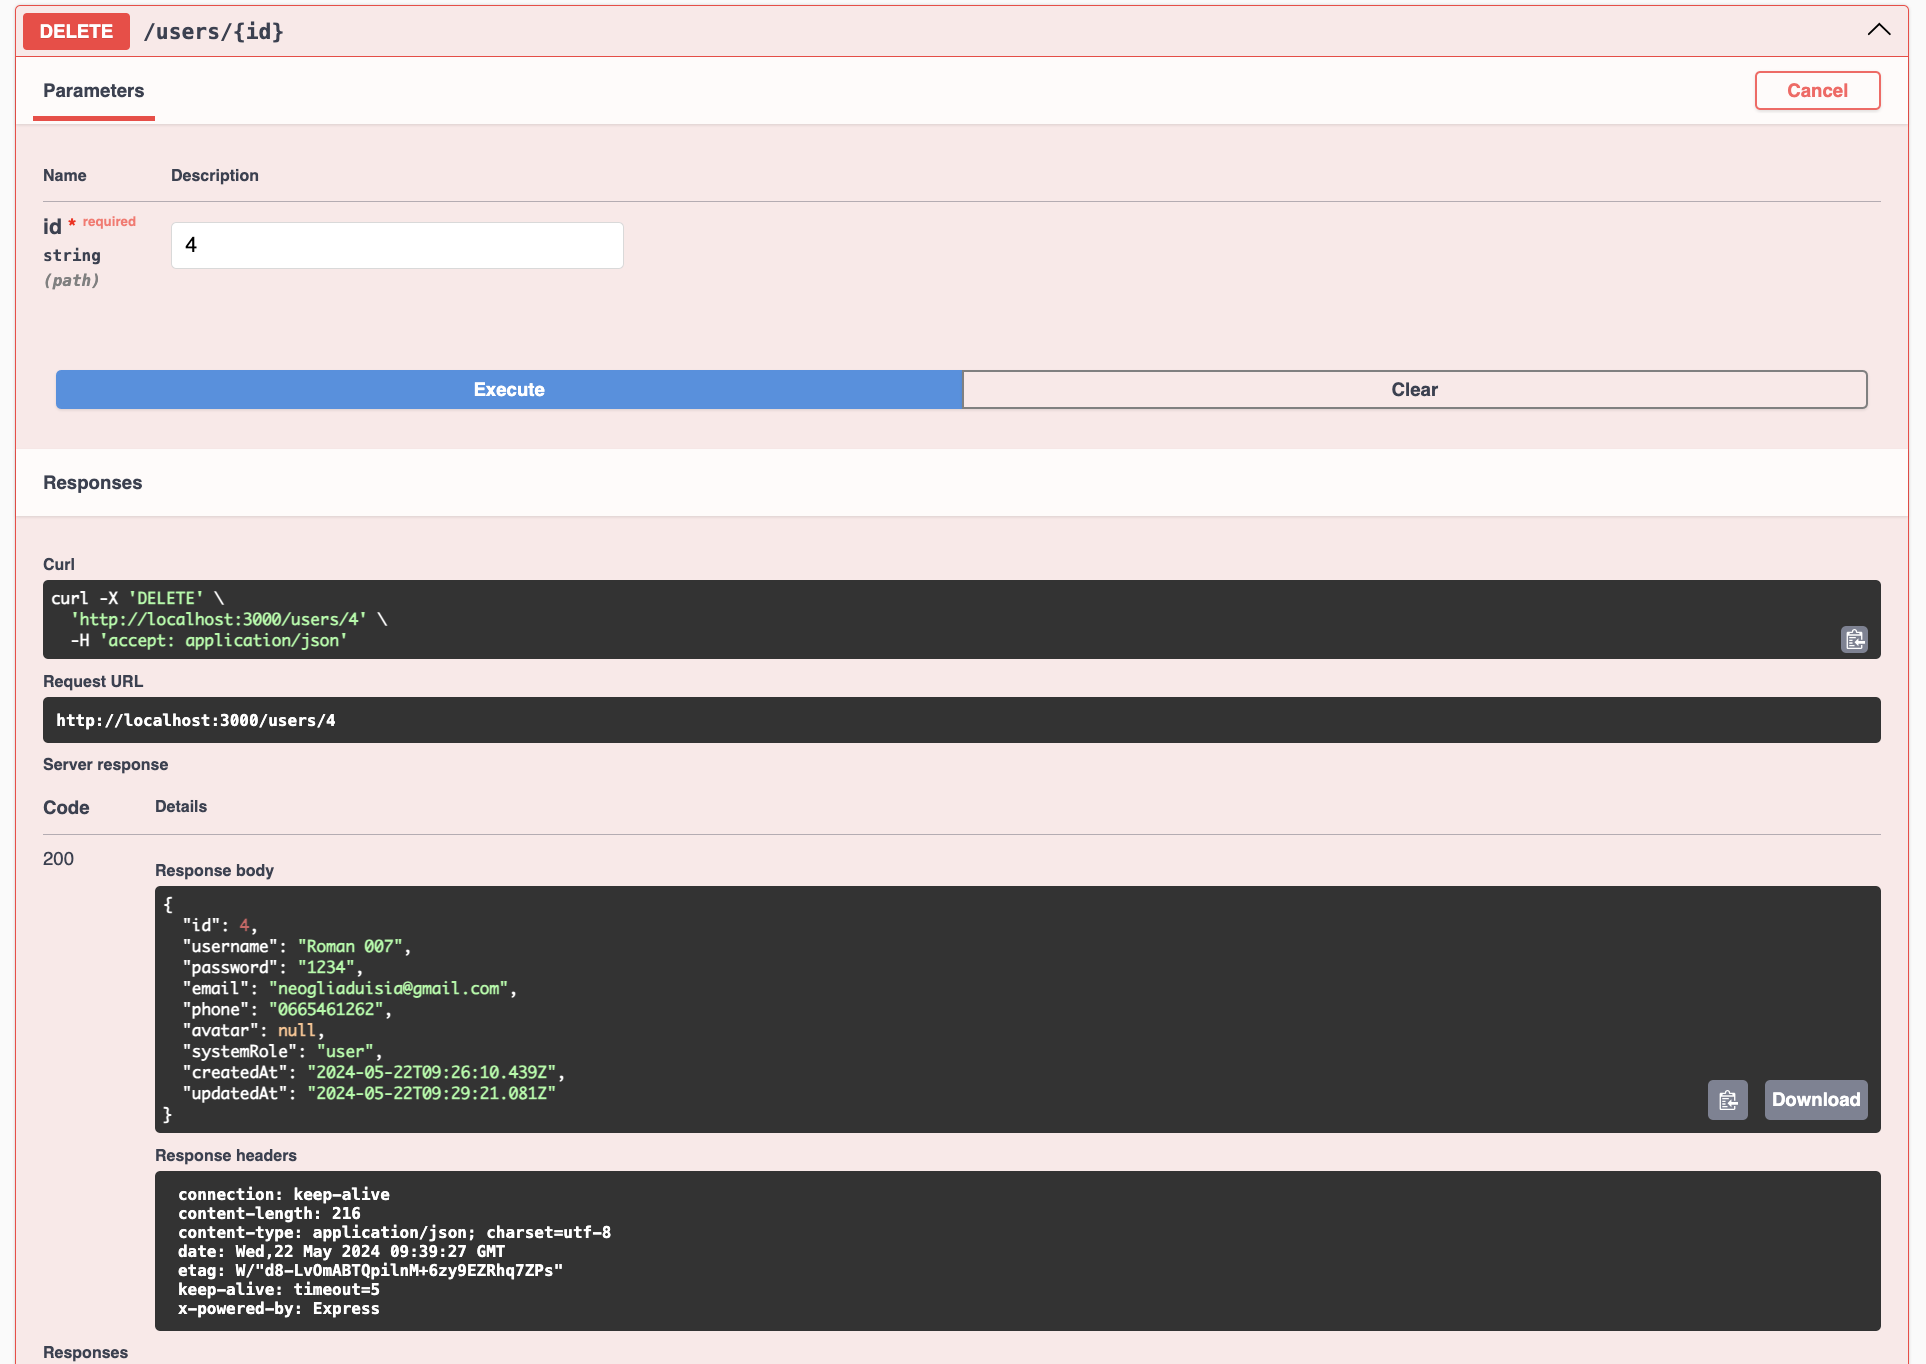 DELETE /users/{id}
Parameters
Cancel
Name Description
id * required
string
(path)
4
Execute
Clear
Responses
Curl
curl -X 'DELETE' \
'http://localhost:3000/users/4' \
-H 'accept: application/json'
Request URL
http://localhost:3000/users/4
Server response
Code Details
200
Response body
{
"id": 4,
"username": "Roman 007",
"password": "1234",
"email": "neogliaduisia@gmail.com",
"phone": "0665461262",
"avatar": null,
"systemRole": "user",
"createdAt": "2024-05-22T09:26:10.439Z",
"updatedAt": "2024-05-22T09:29:21.081Z"
}
Download
Response headers
connection: keep-alive
content-length: 216
content-type: application/json; charset=utf-8
date: Wed,22 May 2024 09:39:27 GMT
etag: W/"d8-LvOmABTQpilnM+6zy9EZRhq7ZPs"
keep-alive: timeout=5
x-powered-by: Express
Responses